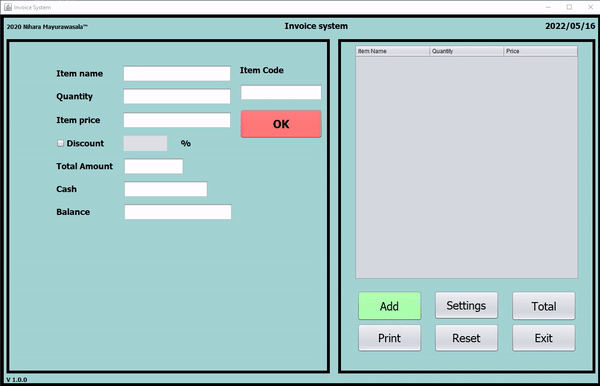 Invoice System
2020 Nihara Mayurawasala™
Invoice system
2022/05/16
Item name
Item Code
Quantity
Item price
OK
Discount
%
Total Amount
Cash
Balance
Item Name
Quantity
Price
Add
Settings
Total
Print
Reset
Exit
V 1.0.0